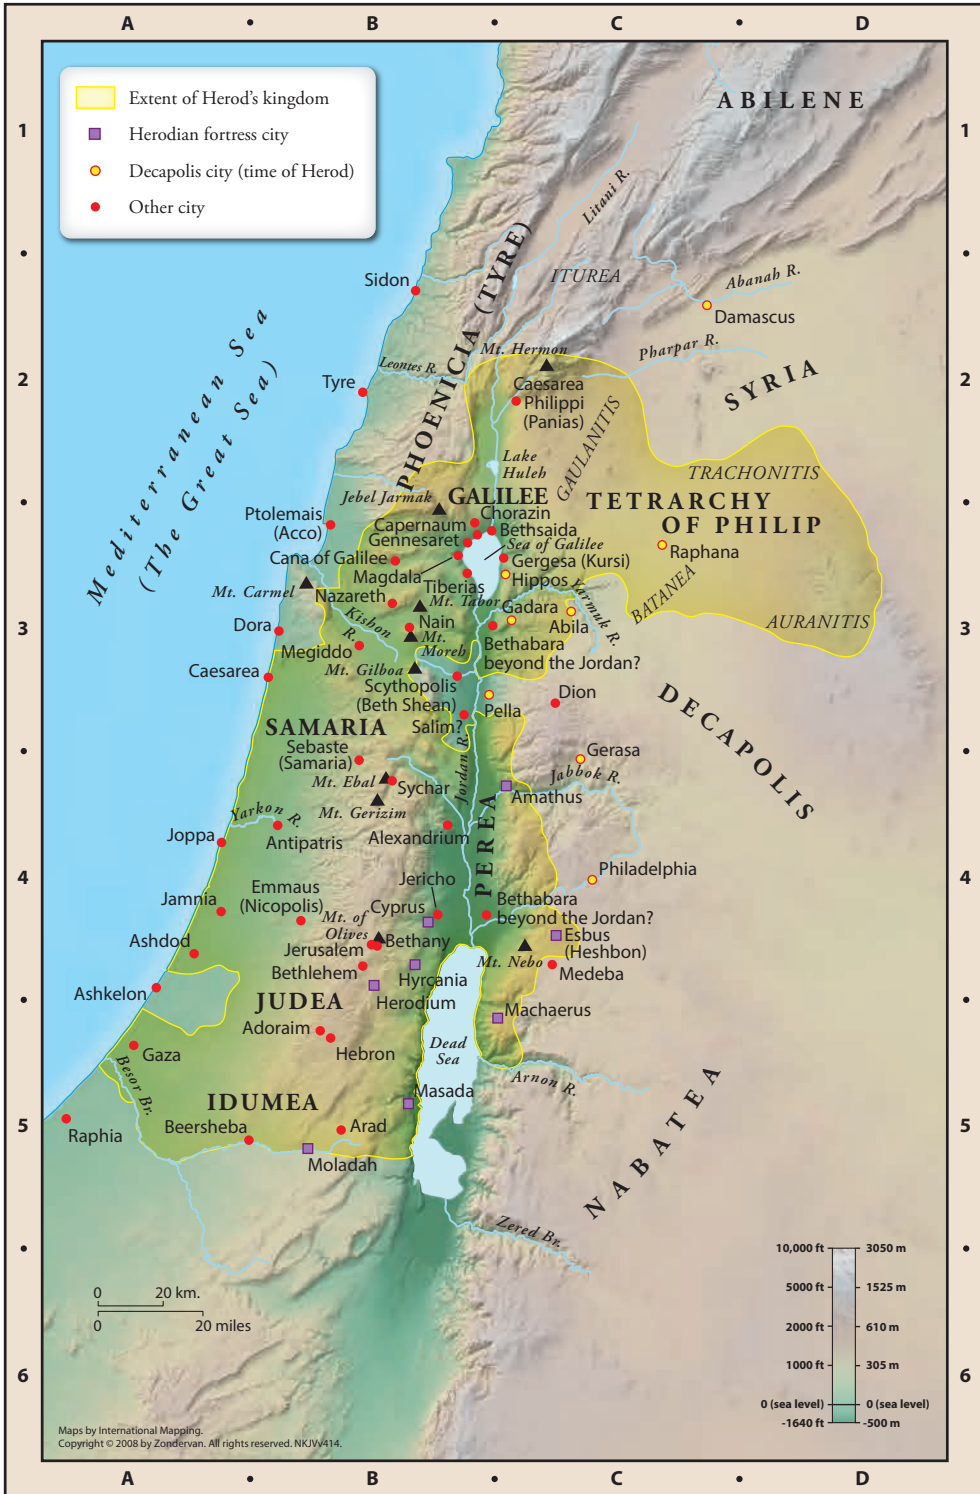 A
B
C
D
Extent of Herod's kingdom
Herodian fortress city
Decapolis city (time of Herod)
Other city
ABILENE
1
1
Litani R.
ITUREA
Abanah R.
Sidon
Damascus
PHOENICIA (TYRE)
Mt. Hermon
Pharpar R.
Leontes R.
2
2
Tyre
Caesarea
Philippi
(Panias)
SYRIA
Mediterranean Sea
(The Great Sea)
GAULANITIS
Lake
Huleh
TRACHONITIS
Jebel Jarmak
GALILEE
TETRARCHY
OF PHILIP
Ptolemais
(Acco)
Chorazin
Capernaum
Bethsaida
Gennesaret
Sea of Galilee
Raphana
Cana of Galilee
Gergesa (Kursi)
Magdala
Hippos
Tiberias
Mt. Carmel
Nazareth
Mt. Tabor
Yarmuk R.
BATANEA
Gadara
Abila
AURANITIS
Kishon
R.
Nain
Mt.
Moreh
3
3
Dora
Megiddo
Bethabara
beyond the Jordan?
Caesarea
Mt. Gilboa
Scythopolis
(Beth Shean)
Dion
Pella
Salim?
DECAPOLIS
SAMARIA
Sebaste
(Samaria)
Jordan R.
Gerasa
Mt. Ebal
Sychar
Jabbok R.
Amathus
Mt. Gerizim
Yarkon R.
Joppa
Antipatris
Alexandrium
PEREA
4
4
Philadelphia
Jericho
Emmaus
(Nicopolis)
Jamnia
Cyprus
Bethabara
beyond the Jordan?
Mt. of
Olives
Esbus
(Heshbon)
Ashdod
Jerusalem
Bethany
Mt. Nebo
Medeba
Bethlehem
Hyrcania
Ashkelon
JUDEA
Herodium
Machaerus
Adoraim
Hebron
Dead
Sea
Gaza
Besor Br.
Arnon R.
Masada
IDUMEA
NABATEA
5
5
Raphia
Beersheba
Arad
Moladah
Zered Br.
10,000 ft
3050 m
5000 ft
1525 m
2000 ft
610 m
1000 ft
305 m
0 (sea level)
0 (sea level)
-1640 ft
-500 m
0
20 km.
0
20 miles
6
6
Maps by International Mapping.
Copyright © 2008 by Zondervan. All rights reserved. NKJVv414.
A
B
C
D